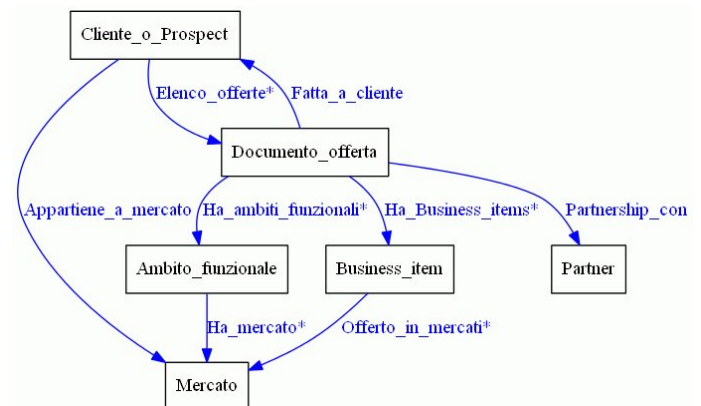 Cliente_o_Prospect
Elenco_offerte* Fatta_a_cliente
Documento_offerta
Appartiene_a_mercato Ha_ambiti_funzionali* Ha_Business_items* Partnership_con
Ambito_funzionale Business_item Partner
Ha_mercato* Offerto_in_mercati*
Mercato